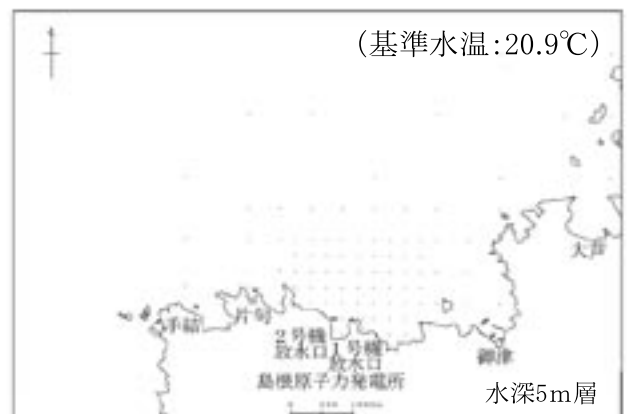 (基準水温:20.9℃)
大芦
手結
片句
2号機
放水口
1号機
放水口
御津
島根原子力発電所
水深5m層